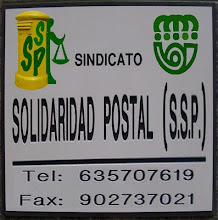 SSP
SINDICATO
SOLIDARIDAD POSTAL (S.S.P.)
Tel: 635707619
Fax: 902737021